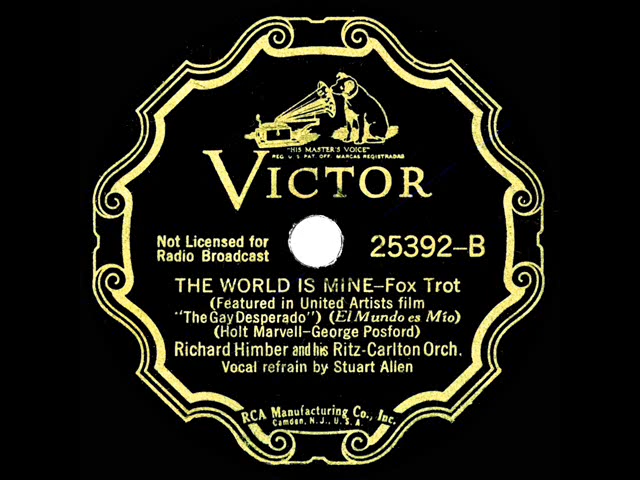 "HIS MASTER'S VOICE"
REG. U. S. PAT. OFF. MARCAS REGISTRADAS
VICTOR
Not Licensed for
Radio Broadcast
25392-B
THE WORLD IS MINE–Fox Trot
(Featured in United Artists film
"The Gay Desperado") (El Mundo es Mío)
(Holt Marvell–George Posford)
Richard Himber and his Ritz-Carlton Orch.
Vocal refrain by Stuart Allen
RCA Manufacturing Co., Inc.
Camden, N. J., U. S. A.